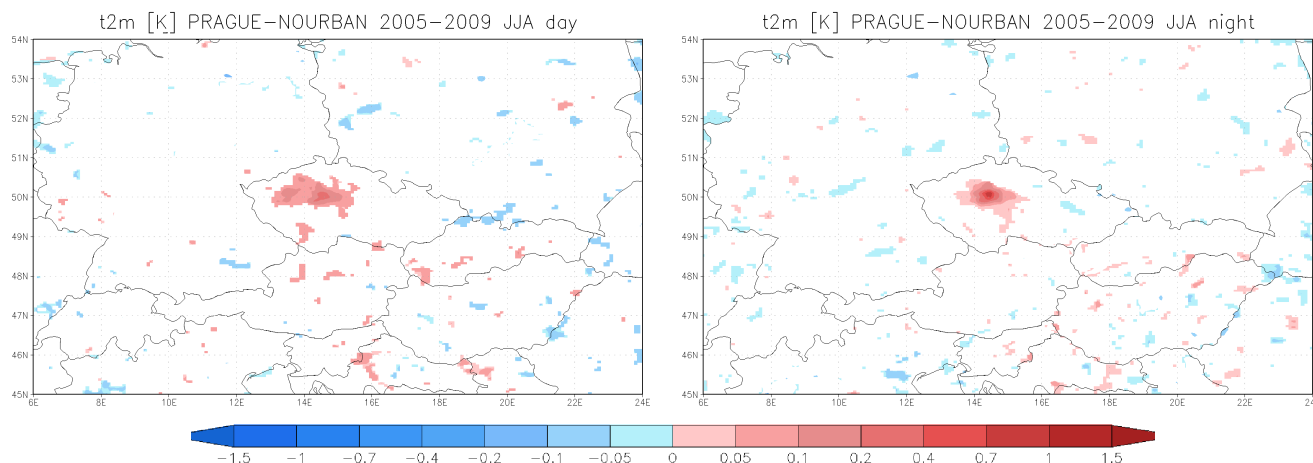 t2m [K] PRAGUE-NOURBAN 2005-2009 JJA day
t2m [K] PRAGUE-NOURBAN 2005-2009 JJA night
54N
53N
52N
51N
50N
49N
48N
47N
46N
45N
6E 8E 10E 12E 14E 16E 18E 20E 22E 24E
54N
53N
52N
51N
50N
49N
48N
47N
46N
45N
6E 8E 10E 12E 14E 16E 18E 20E 22E 24E
-1.5 -1 -0.7 -0.4 -0.2 -0.1 -0.05 0 0.05 0.1 0.2 0.4 0.7 1 1.5